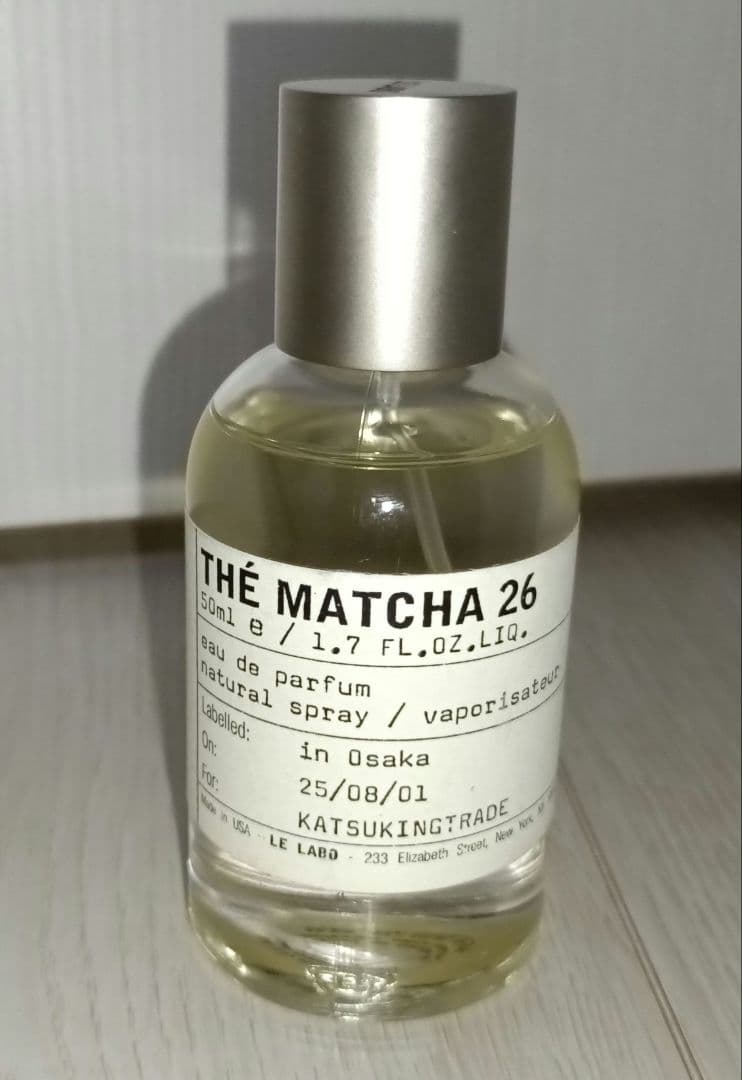 THÉ MATCHA 26
50ml e / 1.7 FL.OZ.LIQ.
eau de parfum
natural spray / vaporisateur
Labelled: in Osaka
On: 25/08/01
For: KATSUKINGTRADE
Made in USA - LE LABO - 233 Elizabeth Street, New York, NY